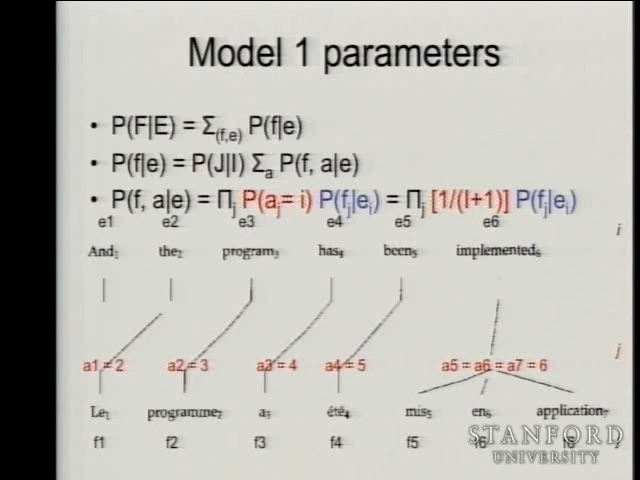 Model 1 parameters
• P(F|E) = Σ(f,e) P(f|e)
• P(f|e) = P(J|I) Σa P(f, a|e)
• P(f, a|e) = Πj P(aj= i) P(fj|ei) = Πj [1/(I+1)] P(fj|ei)
e1 e2 e3 e4 e5 e6 i
And1 the2 program3 has4 been5 implemented6
a1 = 2 a2 = 3 a3 = 4 a4 = 5 a5 = a6 = a7 = 6 j
Le1 programme2 a3 été4 mis5 en6 application7
f1 f2 f3 f4 f5 f6
STANFORD
UNIVERSITY